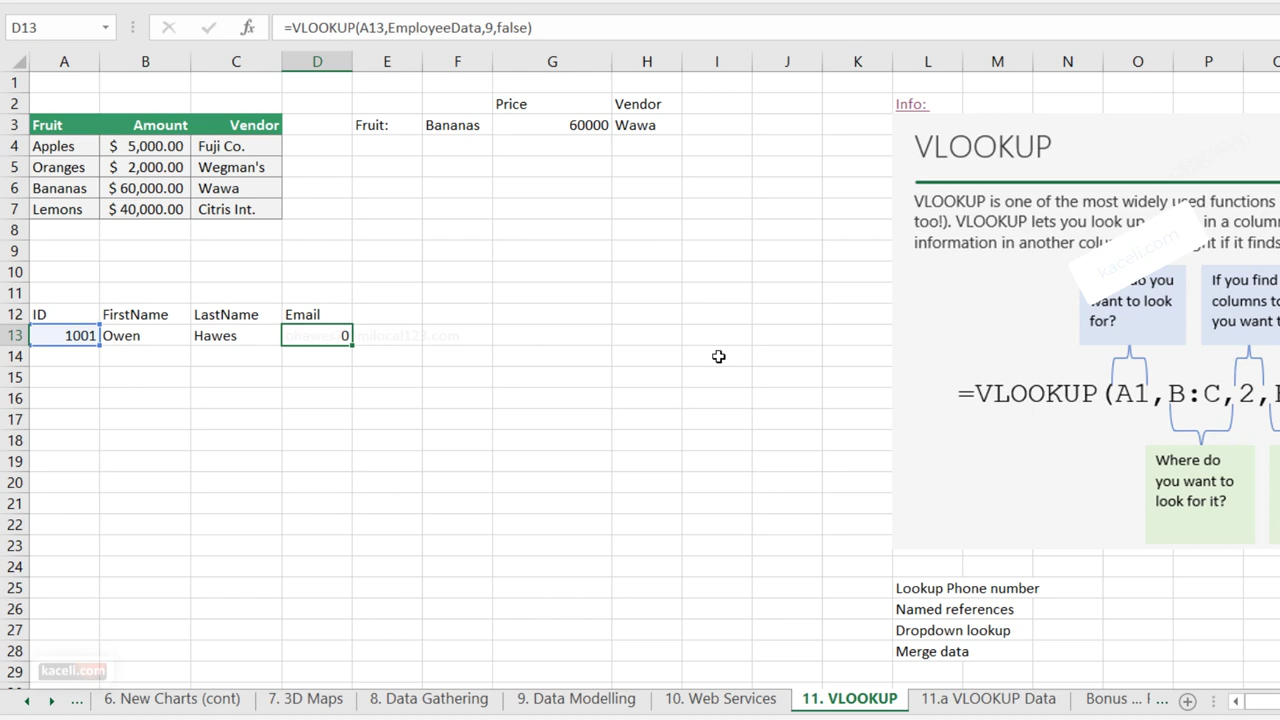 D13 =VLOOKUP(A13,EmployeeData,9,false)
A B C D E F G H I J K L M N O P
1
2 Price Vendor Info:
3 Fruit Amount Vendor Fruit: Bananas 60000 Wawa
4 Apples $ 5,000.00 Fuji Co.
5 Oranges $ 2,000.00 Wegman's
6 Bananas $ 60,000.00 Wawa
7 Lemons $ 40,000.00 Citris Int.
8
9
10
11
12 ID FirstName LastName Email
13 1001 Owen Hawes 0
14
15
16
17
18
19
20
21
22
23
24
25 Lookup Phone number
26 Named references
27 Dropdown lookup
28 Merge data
29
VLOOKUP
VLOOKUP is one of the most widely used functions
too!). VLOOKUP lets you look up in a
information in another if it finds
kaceli.com
do you
want to look
for?
If you find
columns to
you want
=VLOOKUP(A1,B:C,2,
Where do
you want to
look for it?
kaceli.com
... 6. New Charts (cont) 7. 3D Maps 8. Data Gathering 9. Data Modelling 10. Web Services 11. VLOOKUP 11.a VLOOKUP Data Bonus ... ...